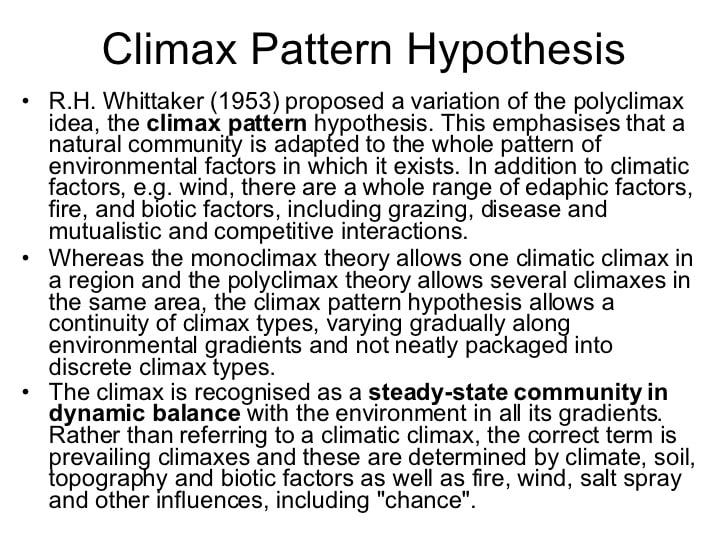 Climax Pattern Hypothesis
• R.H. Whittaker (1953) proposed a variation of the polyclimax
idea, the climax pattern hypothesis. This emphasises that a
natural community is adapted to the whole pattern of
environmental factors in which it exists. In addition to climatic
factors, e.g. wind, there are a whole range of edaphic factors,
fire, and biotic factors, including grazing, disease and
mutualistic and competitive interactions.
• Whereas the monoclimax theory allows one climatic climax in
a region and the polyclimax theory allows several climaxes in
the same area, the climax pattern hypothesis allows a
continuity of climax types, varying gradually along
environmental gradients and not neatly packaged into
discrete climax types.
• The climax is recognised as a steady-state community in
dynamic balance with the environment in all its gradients.
Rather than referring to a climatic climax, the correct term is
prevailing climaxes and these are determined by climate, soil,
topography and biotic factors as well as fire, wind, salt spray
and other influences, including "chance".